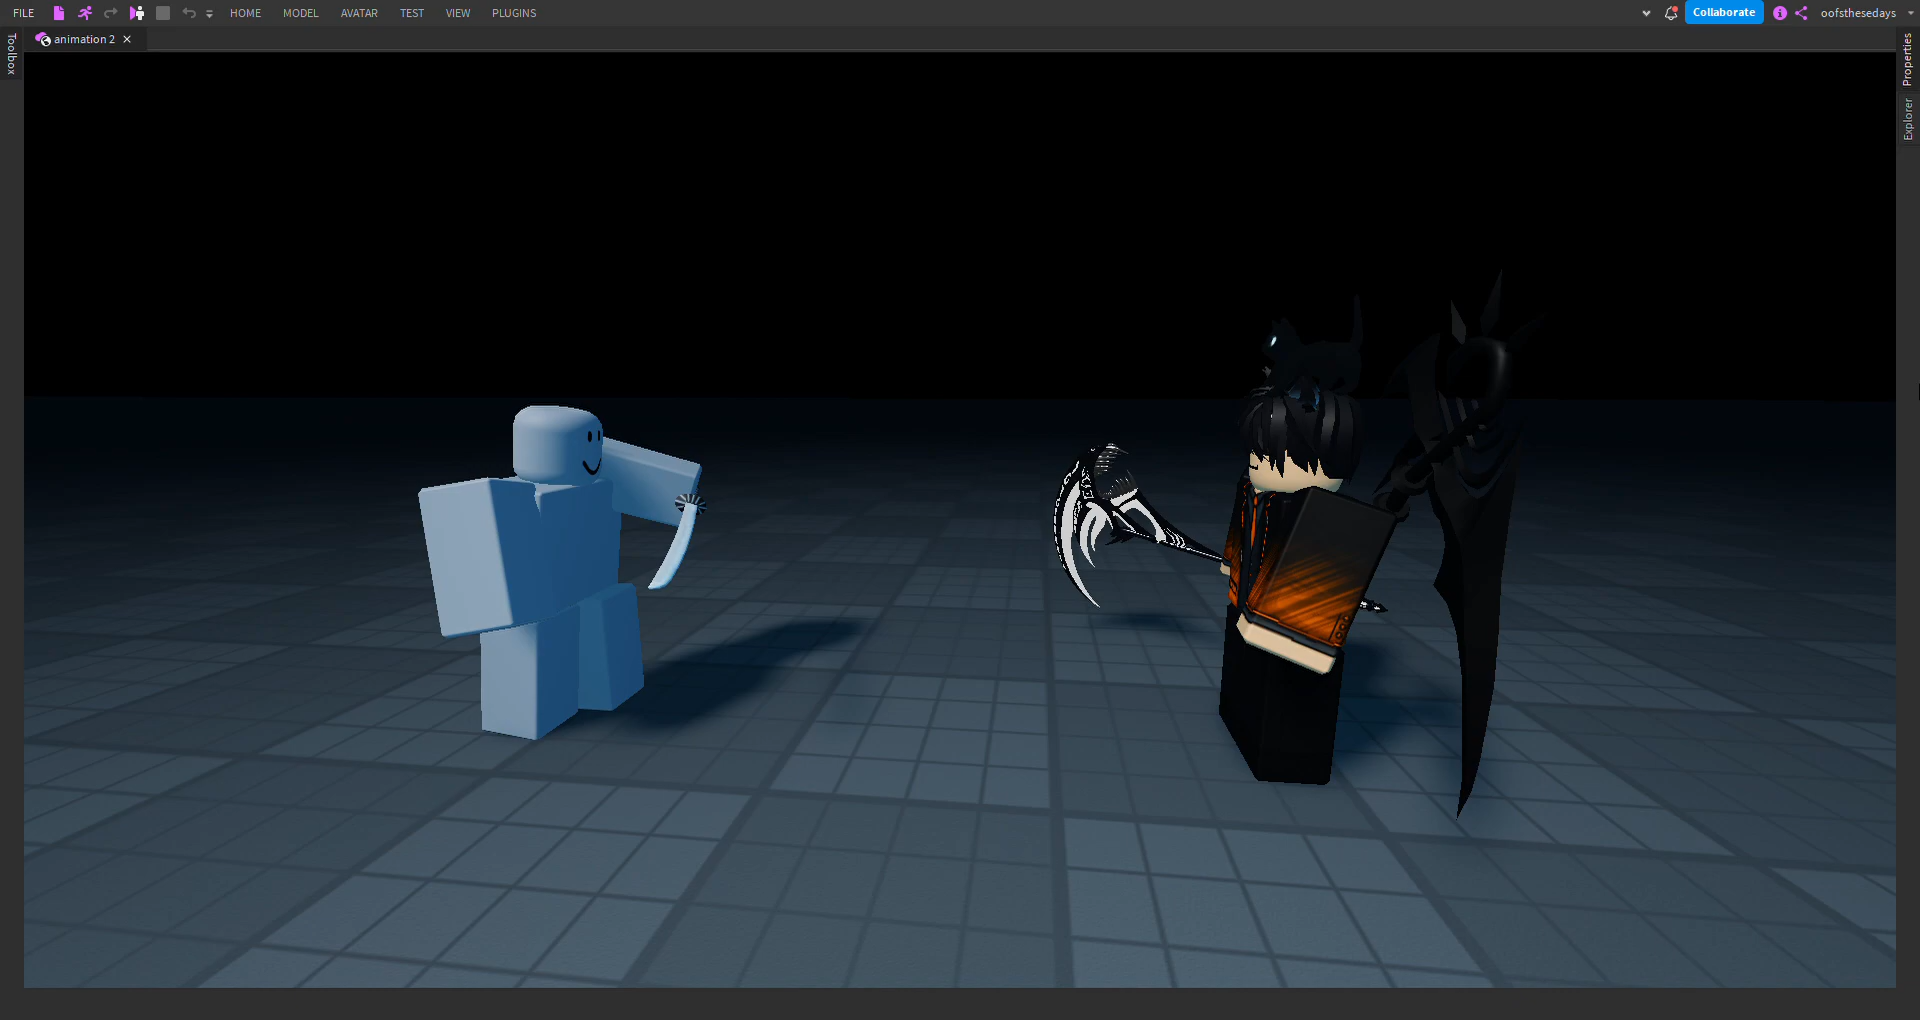 FILE HOME MODEL AVATAR TEST VIEW PLUGINS Collaborate oofsthesedays
animation 2
Toolbox
Properties
Explorer